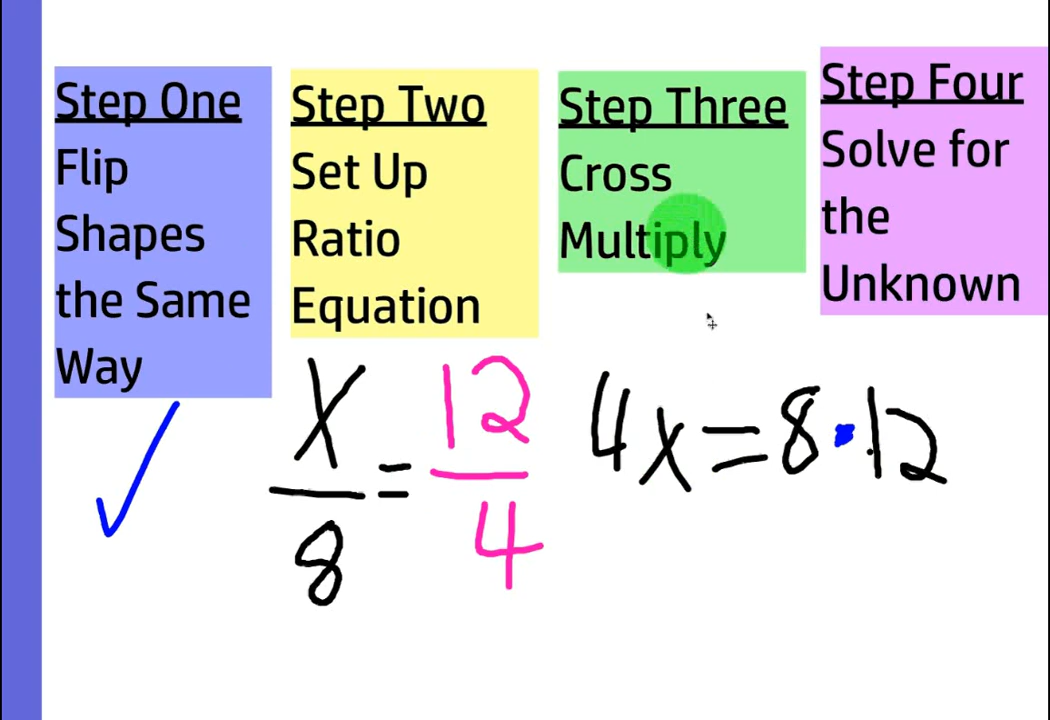 Step One
Flip
Shapes
the Same
Way
Step Two
Set Up
Ratio
Equation
Step Three
Cross
Multiply
Step Four
Solve for
the
Unknown
x/8 = 12/4
4x=8·12